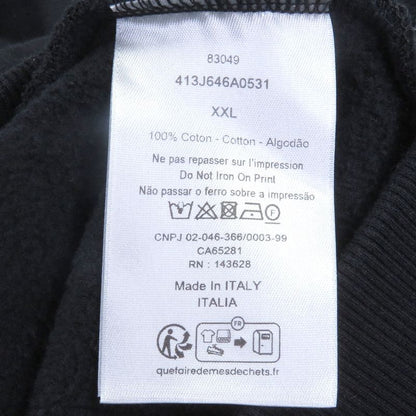 83049
413J646A0531
XXL
100% Coton - Cotton - Algodão
Ne pas repasser sur l'impression
Do Not Iron On Print
Não passar o ferro sobre a impressão
CNPJ 02-046-366/0003-99
CA65281
RN : 143628
Made In ITALY
ITALIA
FR
quefairedemesdechets.fr